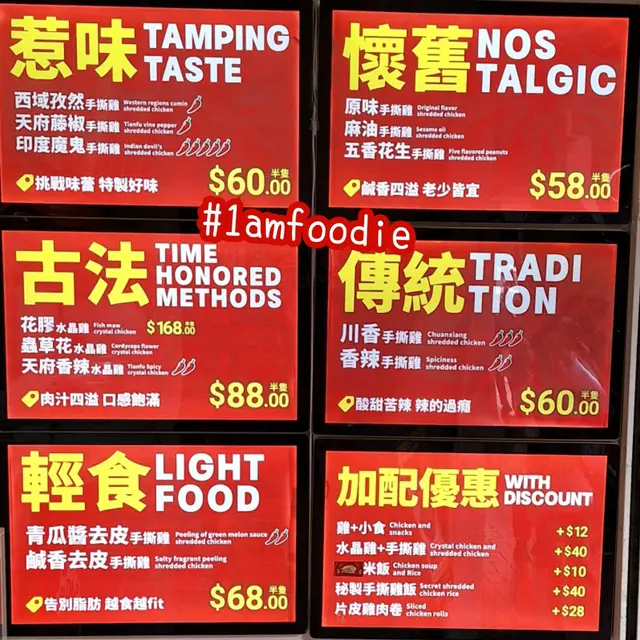 惹味 TAMPING TASTE
西域孜然手撕雞 Western regions cumin shredded chicken
天府藤椒手撕雞 Tianfu vine pepper shredded chicken
印度魔鬼手撕雞 Indian devil's shredded chicken
挑戰味蕾 特製好味 $60.00 半隻
懷舊 NOSTALGIC
原味手撕雞 Original flavor shredded chicken
麻油手撕雞 Sesame oil shredded chicken
五香花生手撕雞 Five flavored peanuts shredded chicken
鹹香四溢 老少皆宜 $58.00 半隻
#1amfoodie
古法 TIME HONORED METHODS
花膠水晶雞 Fish maw crystal chicken $168.00
蟲草花水晶雞 Cordyceps flower crystal chicken
天府香辣水晶雞 Tianfu Spicy crystal chicken
肉汁四溢 口感飽滿 $88.00 半隻
傳統 TRADITION
川香手撕雞 Chuanxiang shredded chicken
香辣手撕雞 Spiciness shredded chicken
酸甜苦辣 辣的過癮 $60.00 半隻
輕食 LIGHT FOOD
青瓜醬去皮手撕雞 Peeling of green melon sauce shredded chicken
鹹香去皮手撕雞 Salty fragrant peeling shredded chicken
告別脂肪 越食越fit $68.00 半隻
加配優惠 WITH DISCOUNT
雞+小食 Chicken and snacks +$12
水晶雞+手撕雞 Crystal chicken and shredded chicken +$40
米飯 Chicken soup and Rice +$10
秘製手撕雞飯 Secret shredded chicken rice +$40
片皮雞肉卷 Sliced chicken rolls +$28